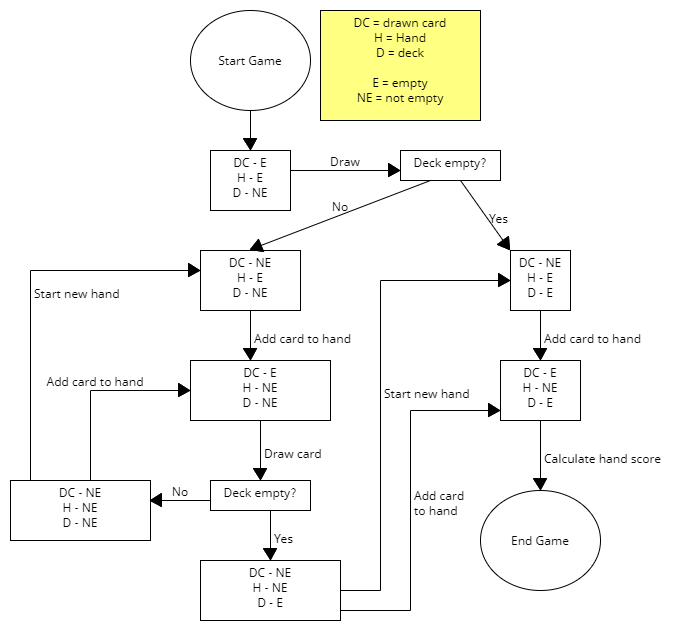 Start Game
DC = drawn card
H = Hand
D = deck
E = empty
NE = not empty
DC - E
H - E
D - NE
Draw
Deck empty?
No
Yes
DC - NE
H - E
D - NE
DC - NE
H - E
D - E
Start new hand
Add card to hand
Add card to hand
DC - E
H - NE
D - NE
DC - E
H - NE
D - E
Add card to hand
Start new hand
Draw card
Calculate hand score
DC - NE
H - NE
D - NE
No
Deck empty?
Add card
to hand
Yes
End Game
DC - NE
H - NE
D - E